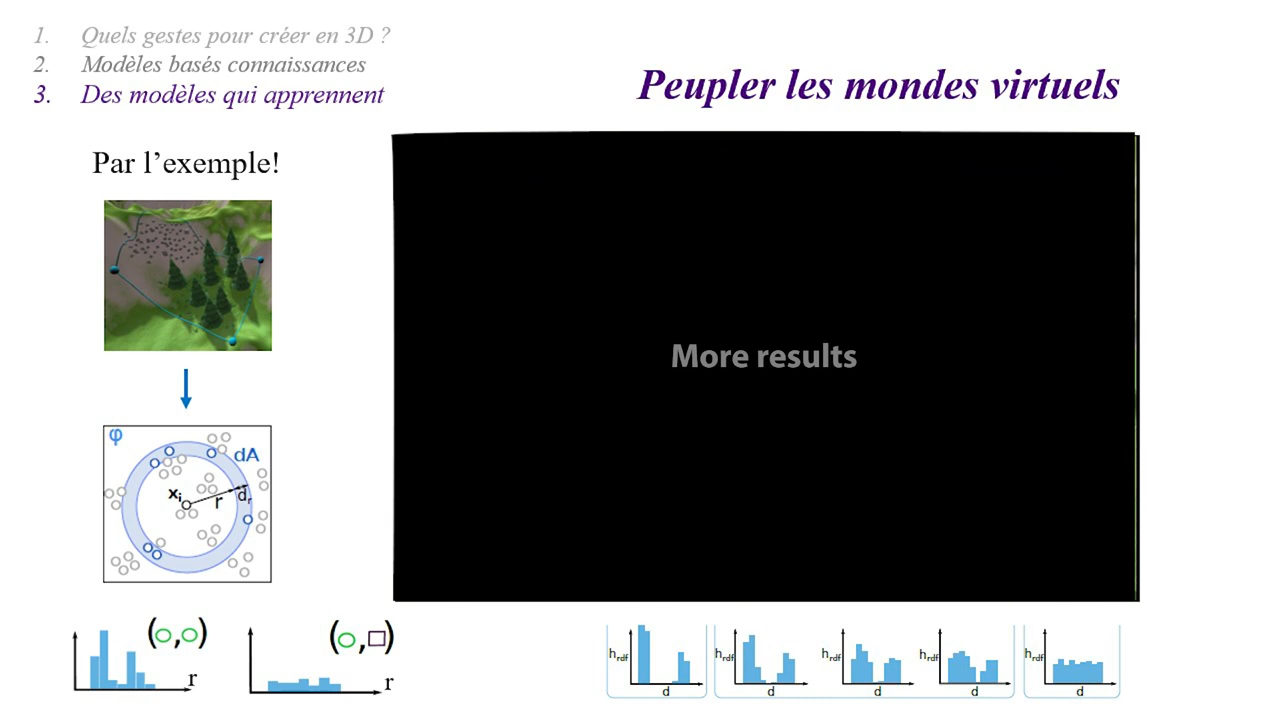 1. Quels gestes pour créer en 3D ?
2. Modèles basés connaissances
3. Des modèles qui apprennent
Peupler les mondes virtuels
Par l’exemple!
More results
φ
dA
xi
r
dr
(○,○)
r
(○,□)
r
hrdf
d
hrdf
d
hrdf
d
hrdf
d
hrdf
d